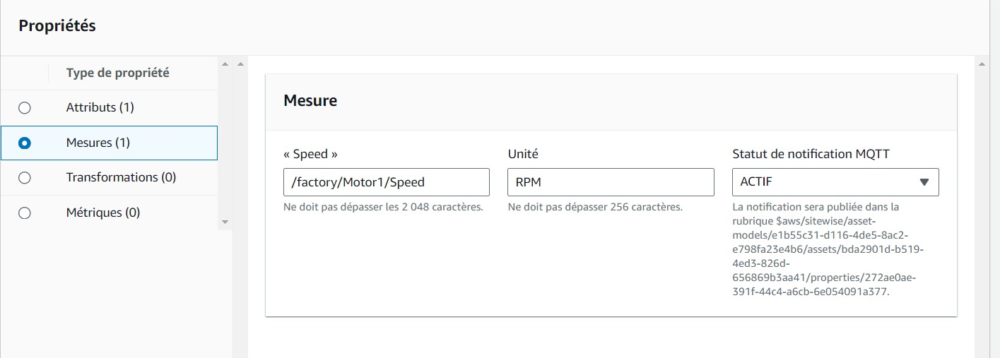 Propriétés
Type de propriété
Attributs (1)
Mesures (1)
Transformations (0)
Métriques (0)
Mesure
« Speed »
/factory/Motor1/Speed
Ne doit pas dépasser les 2 048 caractères.
Unité
RPM
Ne doit pas dépasser 256 caractères.
Statut de notification MQTT
ACTIF
La notification sera publiée dans la
rubrique $aws/sitewise/asset-
models/e1b55c31-d116-4de5-8ac2-
e798fa23e4b6/assets/bda2901d-b519-
4ed3-826d-
656869b3aa41/properties/272ae0ae-
391f-44c4-a6cb-6e054091a377.